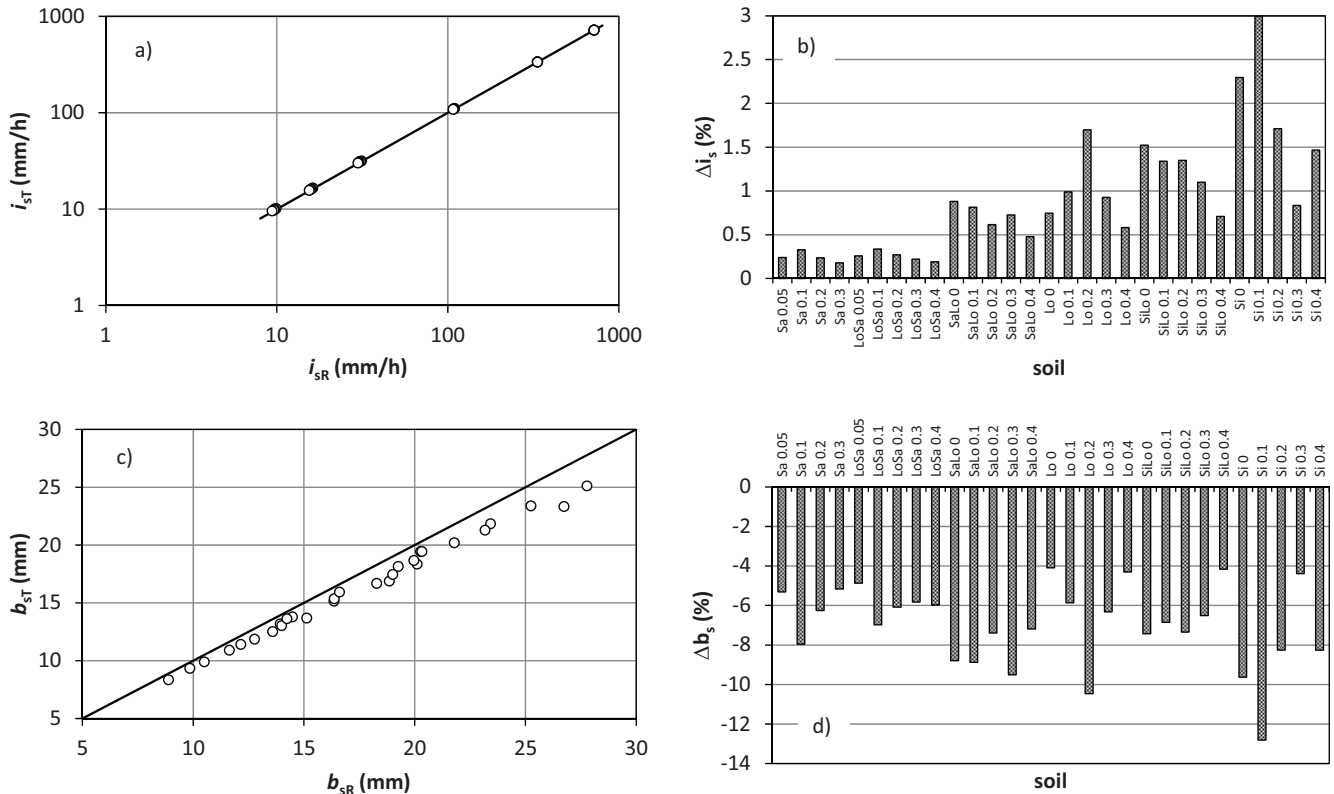 a)
1000
100
10
1
1
10
100
1000
i_sT (mm/h)
i_sR (mm/h)
b)
3
2.5
2
1.5
1
0.5
0
Δi_s (%)
Sa 0.05
Sa 0.1
Sa 0.2
Sa 0.3
LoSa 0.05
LoSa 0.1
LoSa 0.2
LoSa 0.3
LoSa 0.4
SaLo 0
SaLo 0.1
SaLo 0.2
SaLo 0.3
SaLo 0.4
Lo 0
Lo 0.1
Lo 0.2
Lo 0.3
Lo 0.4
SiLo 0
SiLo 0.1
SiLo 0.2
SiLo 0.3
SiLo 0.4
Si 0
Si 0.1
Si 0.2
Si 0.3
Si 0.4
soil
c)
30
25
20
15
10
5
5
10
15
20
25
30
b_sT (mm)
b_sR (mm)
Sa 0.05
Sa 0.1
Sa 0.2
Sa 0.3
LoSa 0.05
LoSa 0.1
LoSa 0.2
LoSa 0.3
LoSa 0.4
SaLo 0
SaLo 0.1
SaLo 0.2
SaLo 0.3
SaLo 0.4
Lo 0
Lo 0.1
Lo 0.2
Lo 0.3
Lo 0.4
SiLo 0
SiLo 0.1
SiLo 0.2
SiLo 0.3
SiLo 0.4
Si 0
Si 0.1
Si 0.2
Si 0.3
Si 0.4
0
-2
-4
-6
-8
-10
-12
-14
Δb_s (%)
d)
soil